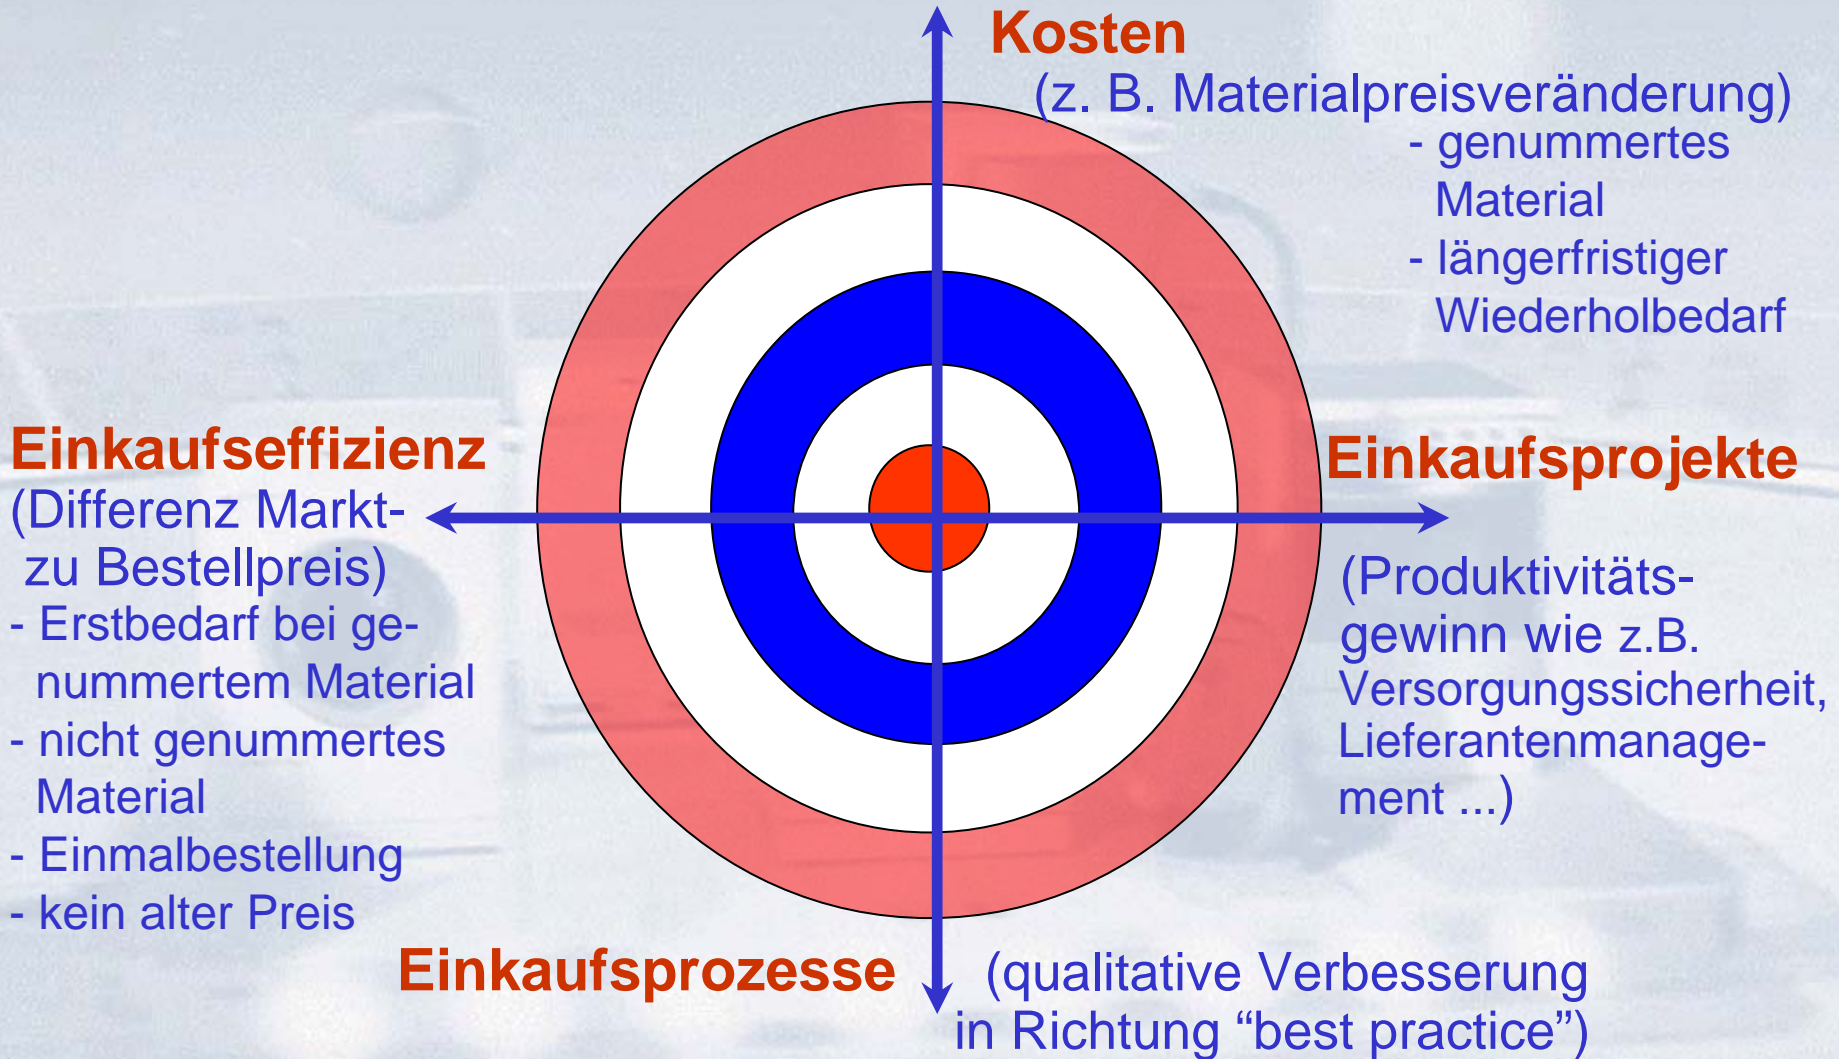 Kosten
(z. B. Materialpreisveränderung)
- genummertes
Material
- längerfristiger
Wiederholbedarf
Einkaufseffizienz
(Differenz Markt-
zu Bestellpreis)
- Erstbedarf bei ge-
nummertem Material
- nicht genummertes
Material
- Einmalbestellung
- kein alter Preis
Einkaufsprojekte
(Produktivitäts-
gewinn wie z.B.
Versorgungssicherheit,
Lieferantenmanage-
ment ...)
Einkaufsprozesse
(qualitative Verbesserung
in Richtung “best practice”)